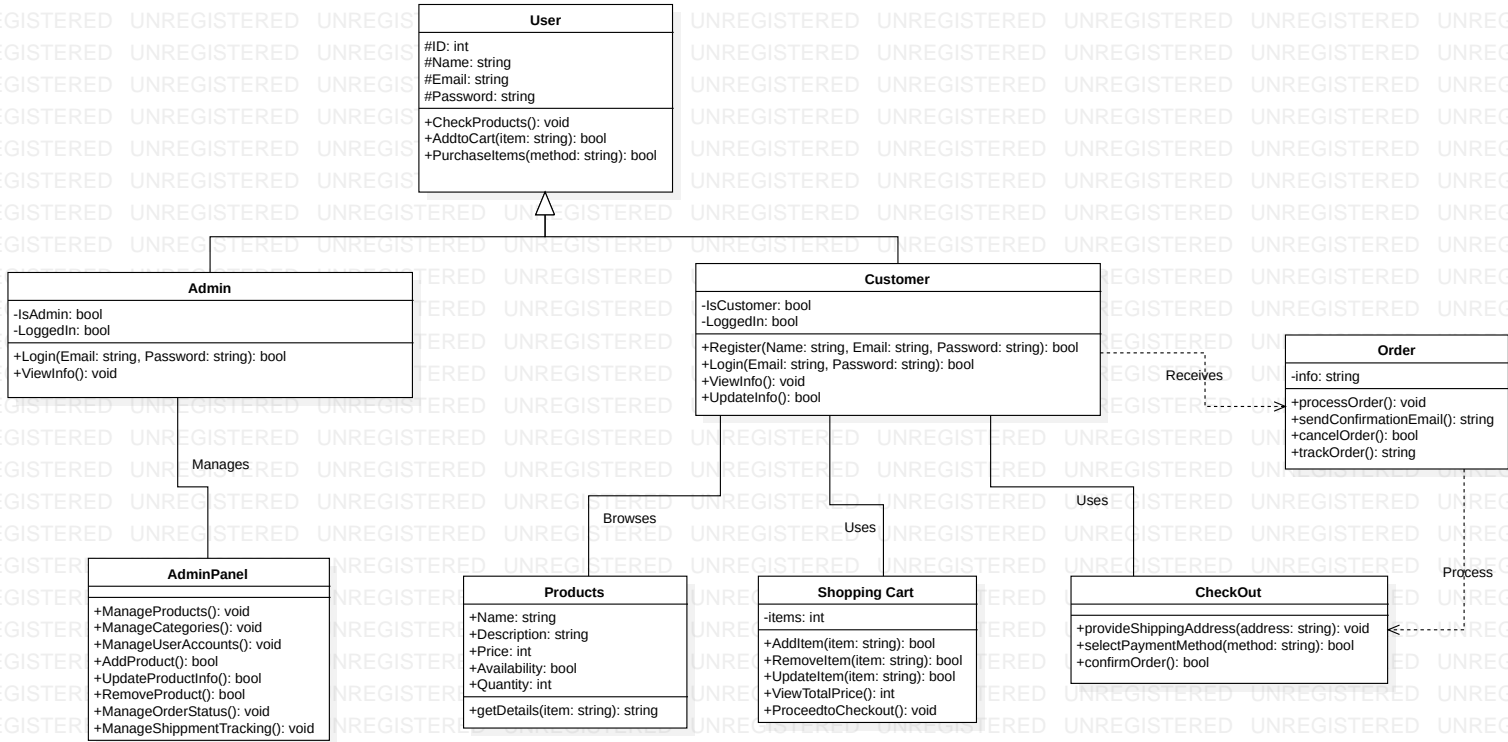 User
#ID: int
#Name: string
#Email: string
#Password: string
+CheckProducts(): void
+AddtoCart(item: string): bool
+PurchaseItems(method: string): bool
Admin
-IsAdmin: bool
-LoggedIn: bool
+Login(Email: string, Password: string): bool
+ViewInfo(): void
Customer
-IsCustomer: bool
-LoggedIn: bool
+Register(Name: string, Email: string, Password: string): bool
+Login(Email: string, Password: string): bool
+ViewInfo(): void
+UpdateInfo(): bool
Receives
Order
-info: string
+processOrder(): void
+sendConfirmationEmail(): string
+cancelOrder(): bool
+trackOrder(): string
Manages
Browses
Uses
Uses
Process
AdminPanel
+ManageProducts(): void
+ManageCategories(): void
+ManageUserAccounts(): void
+AddProduct(): bool
+UpdateProductInfo(): bool
+RemoveProduct(): bool
+ManageOrderStatus(): void
+ManageShippmentTracking(): void
Products
+Name: string
+Description: string
+Price: int
+Availability: bool
+Quantity: int
+getDetails(item: string): string
Shopping Cart
-items: int
+AddItem(item: string): bool
+RemoveItem(item: string): bool
+UpdateItem(item: string): bool
+ViewTotalPrice(): int
+ProceedtoCheckout(): void
CheckOut
+provideShippingAddress(address: string): void
+selectPaymentMethod(method: string): bool
+confirmOrder(): bool
UNREGISTERED